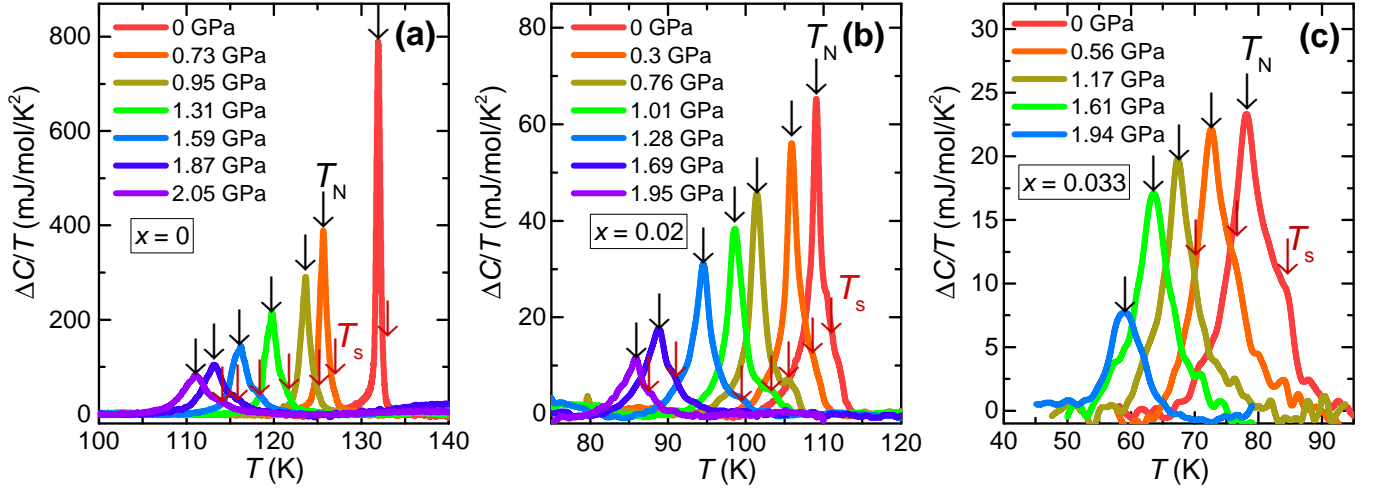 (a)
0 GPa
0.73 GPa
0.95 GPa
1.31 GPa
1.59 GPa
1.87 GPa
2.05 GPa
x = 0
T_N
T_s
ΔC/T (mJ/mol/K²)
800
600
400
200
0
100 110 120 130 140
T (K)
(b)
0 GPa
0.3 GPa
0.76 GPa
1.01 GPa
1.28 GPa
1.69 GPa
1.95 GPa
x = 0.02
T_N
T_s
ΔC/T (mJ/mol/K²)
80
60
40
20
0
80 90 100 110 120
T (K)
(c)
0 GPa
0.56 GPa
1.17 GPa
1.61 GPa
1.94 GPa
x = 0.033
T_N
T_s
ΔC/T (mJ/mol/K²)
30
25
20
15
10
5
0
40 50 60 70 80 90
T (K)